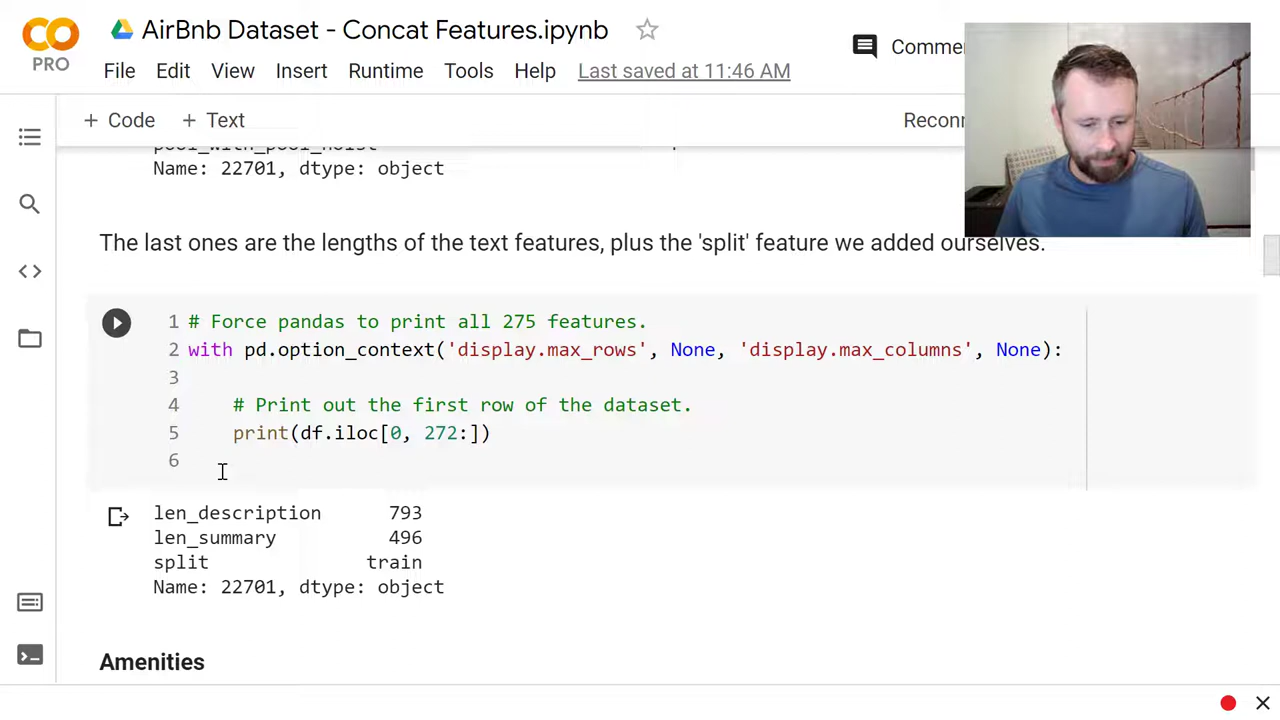 AirBnb Dataset - Concat Features.ipynb
PRO
File Edit View Insert Runtime Tools Help Last saved at 11:46 AM
+ Code + Text
Name: 22701, dtype: object
The last ones are the lengths of the text features, plus the 'split' feature we added ourselves.
1 # Force pandas to print all 275 features.
2 with pd.option_context('display.max_rows', None, 'display.max_columns', None):
3
4 # Print out the first row of the dataset.
5 print(df.iloc[0, 272:])
6
len_description 793
len_summary 496
split train
Name: 22701, dtype: object
Amenities